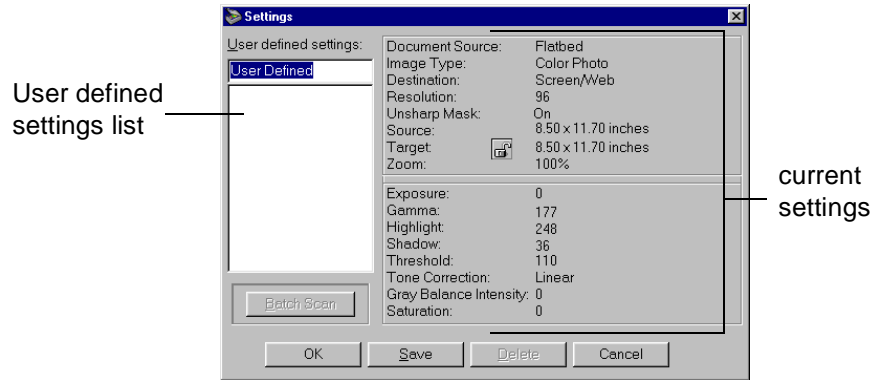 Settings
User defined settings:
User Defined
User defined
settings list
Batch Scan
Document Source: Flatbed
Image Type: Color Photo
Destination: Screen/Web
Resolution: 96
Unsharp Mask: On
Source: 8.50 x 11.70 inches
Target: 8.50 x 11.70 inches
Zoom: 100%
Exposure: 0
Gamma: 177
Highlight: 248
Shadow: 36
Threshold: 110
Tone Correction: Linear
Gray Balance Intensity: 0
Saturation: 0
current
settings
OK
Save
Delete
Cancel